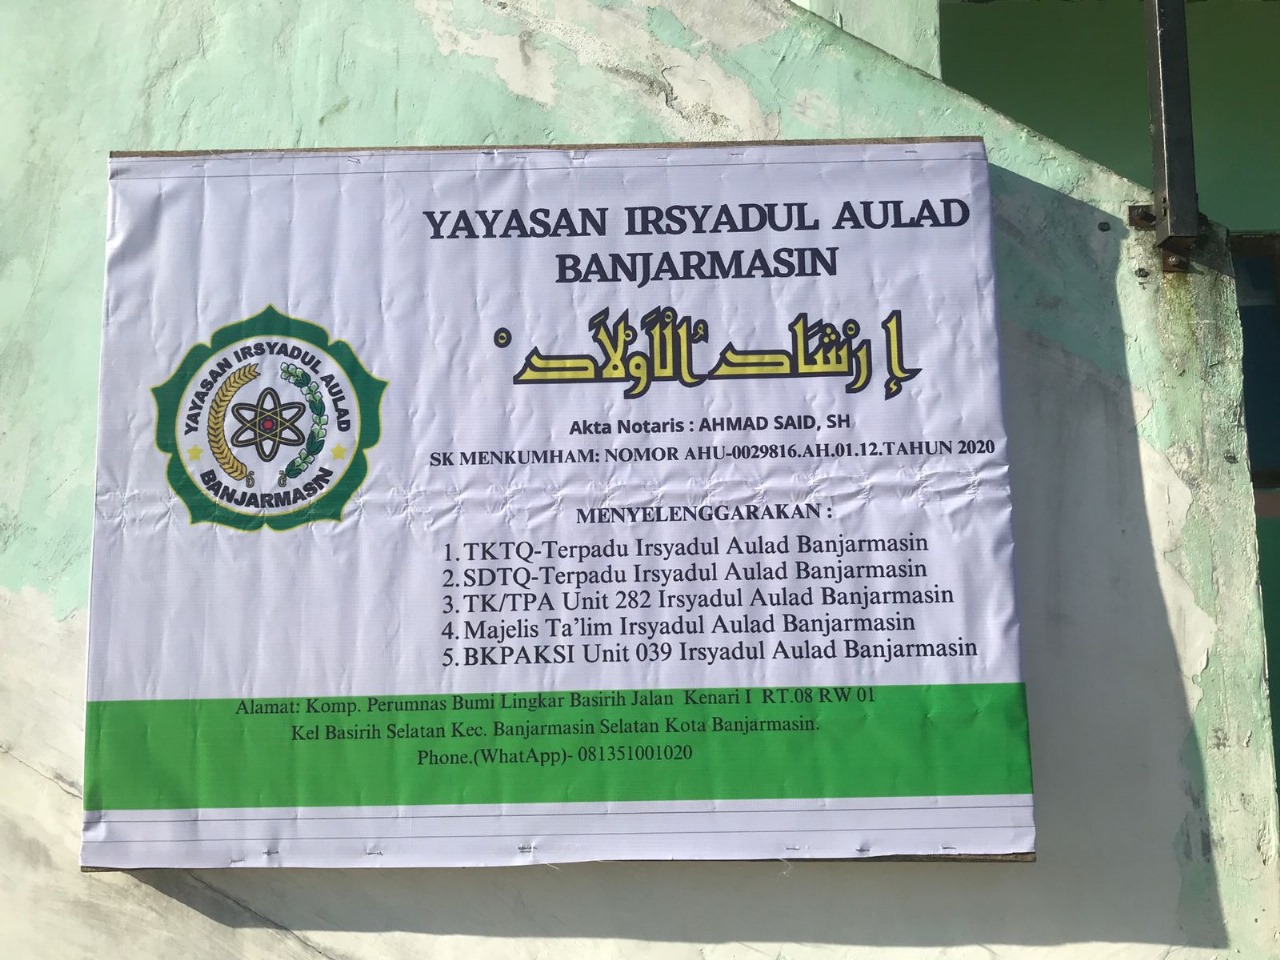 YAYASAN IRSYADUL AULAD
BANJARMASIN
إِرْشَادُ الْأَوْلَادْ
Akta Notaris : AHMAD SAID, SH
SK MENKUMHAM: NOMOR AHU-0029816.AH.01.12.TAHUN 2020
YAYASAN IRSYADUL AULAD
BANJARMASIN
MENYELENGGARAKAN :
1. TKTQ-Terpadu Irsyadul Aulad Banjarmasin
2. SDTQ-Terpadu Irsyadul Aulad Banjarmasin
3. TK/TPA Unit 282 Irsyadul Aulad Banjarmasin
4. Majelis Ta'lim Irsyadul Aulad Banjarmasin
5. BKPAKSI Unit 039 Irsyadul Aulad Banjarmasin
Alamat: Komp. Perumnas Bumi Lingkar Basirih Jalan Kenari I RT.08 RW 01
Kel Basirih Selatan Kec. Banjarmasin Selatan Kota Banjarmasin.
Phone.(WhatApp)- 081351001020